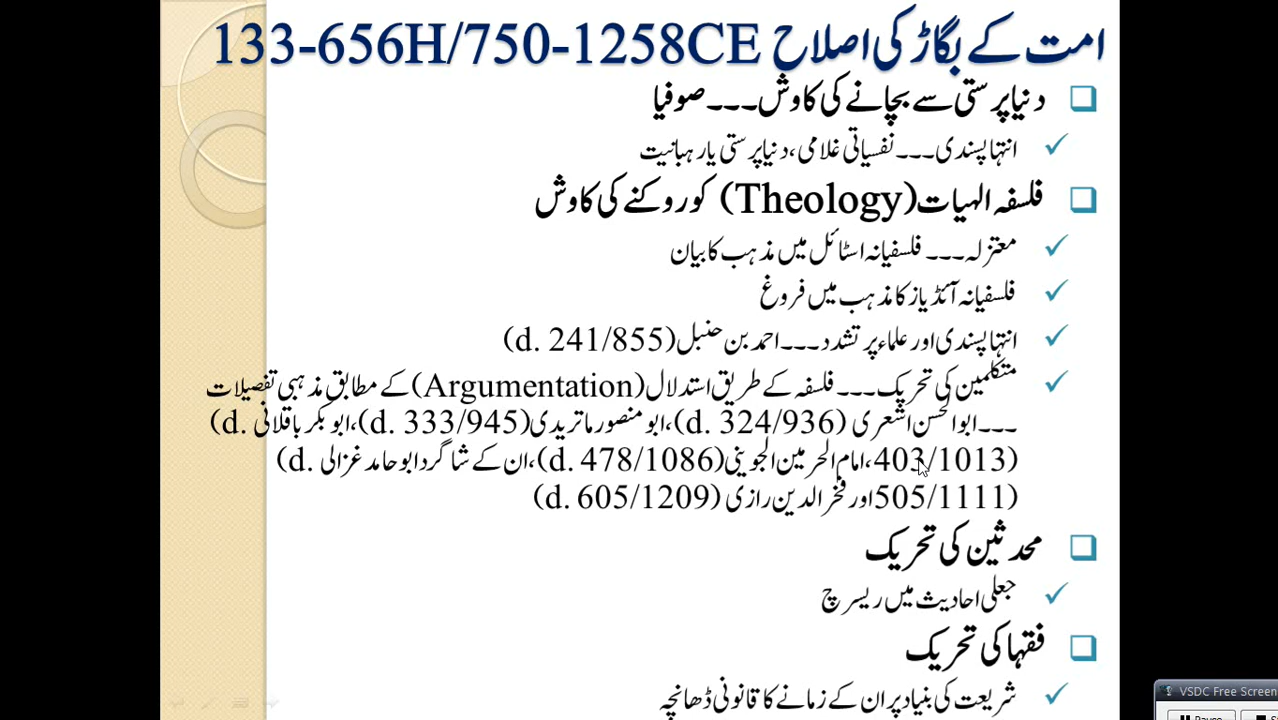 امت کے بگاڑ کی اصلاح 133-656H/750-1258CE
دنیا پرستی سے بچانے کی کاوش۔۔۔صوفیا
انتہا پسندی۔۔۔ نفسیاتی غلامی، دنیا پرستی یا رہبانیت
فلسفہ الہیات (Theology) کو روکنے کی کاوش
معتزلہ۔۔۔ فلسفیانہ اسٹائل میں مذہب کا بیان
فلسفیانہ آئڈیاز کا مذہب میں فروغ
انتہا پسندی اور علماء پر تشدد۔۔۔احمد بن حنبل (d. 241/855)
متکلمین کی تحریک۔۔۔ فلسفہ کے طریق استدلال (Argumentation) کے مطابق مذہبی تفصیلات
۔۔۔ابوالحسن اشعری (d. 324/936)، ابو منصور ماتریدی (d. 333/945)، ابو بکر باقلانی (d.
403/1013)، امام الحرمین الجوینی (d. 478/1086)، ان کے شاگرد ابو حامد غزالی (d.
505/1111) اور فخر الدین رازی (d. 605/1209)
محدثین کی تحریک
جعلی احادیث میں ریسرچ
فقہا کی تحریک
شریعت کی بنیاد پر ان کے زمانے کا قانونی ڈھانچہ
VSDC Free Screen
Pause